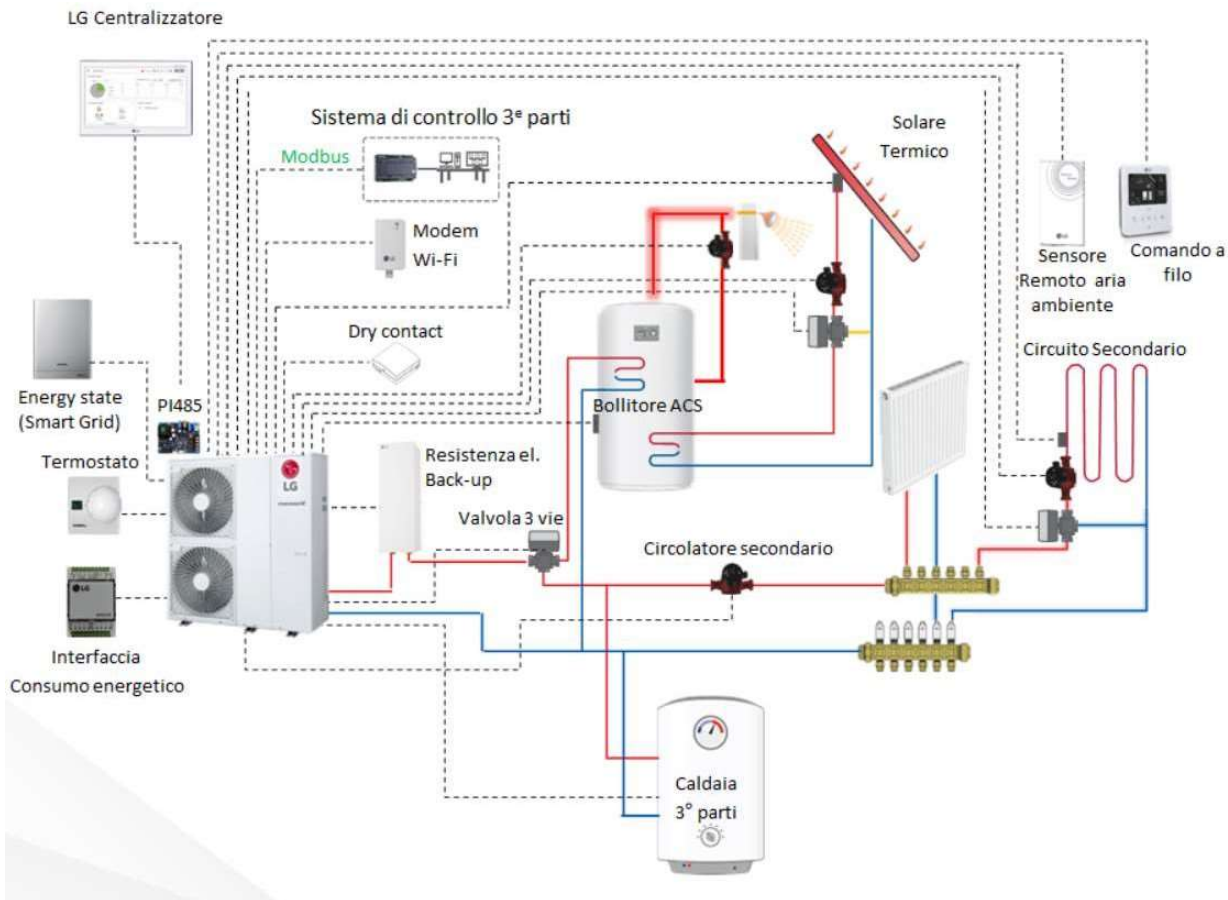 LG Centralizzatore
Sistema di controllo 3ᵉ parti
Modbus
Modem
Wi-Fi
Dry contact
Solare
Termico
Sensore
Remoto aria
ambiente
Comando a
filo
Energy state
(Smart Grid)
PI485
Termostato
LG
Interfaccia
Consumo energetico
Resistenza el.
Back-up
Valvola 3 vie
Bollitore ACS
Circolatore secondario
Circuito Secondario
Caldaia
3° parti